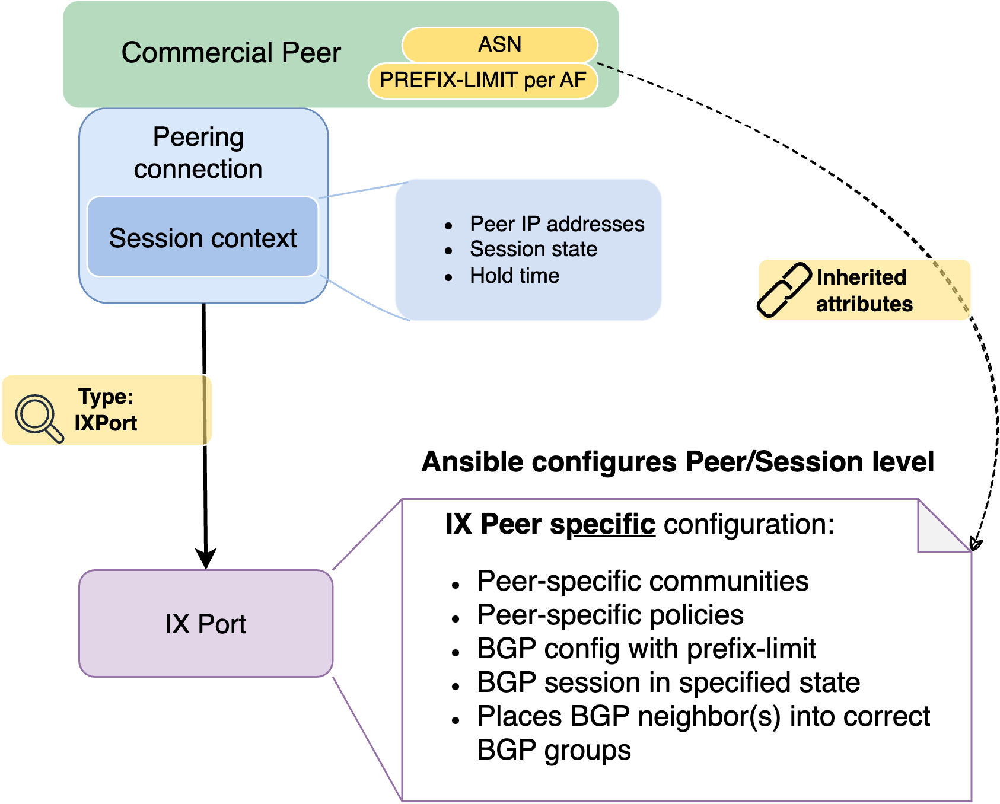 Commercial Peer
ASN
PREFIX-LIMIT per AF
Peering
connection
Session context
• Peer IP addresses
• Session state
• Hold time
Inherited
attributes
Type:
IXPort
Ansible configures Peer/Session level
IX Port
IX Peer specific configuration:
• Peer-specific communities
• Peer-specific policies
• BGP config with prefix-limit
• BGP session in specified state
• Places BGP neighbor(s) into correct
BGP groups